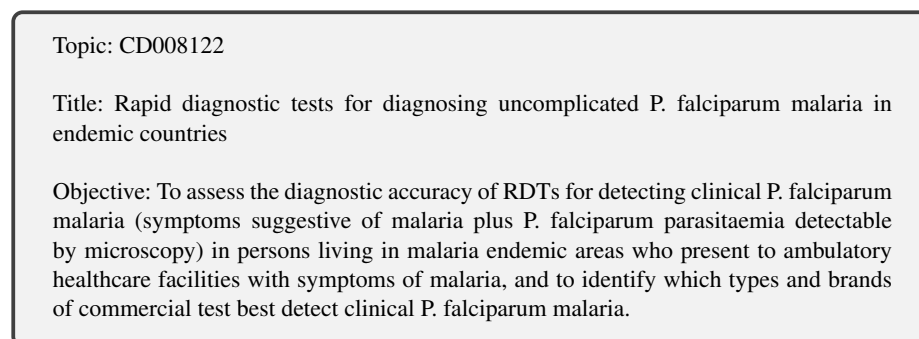 Topic: CD008122
Title: Rapid diagnostic tests for diagnosing uncomplicated P. falciparum malaria in
endemic countries
Objective: To assess the diagnostic accuracy of RDTs for detecting clinical P. falciparum
malaria (symptoms suggestive of malaria plus P. falciparum parasitaemia detectable
by microscopy) in persons living in malaria endemic areas who present to ambulatory
healthcare facilities with symptoms of malaria, and to identify which types and brands
of commercial test best detect clinical P. falciparum malaria.